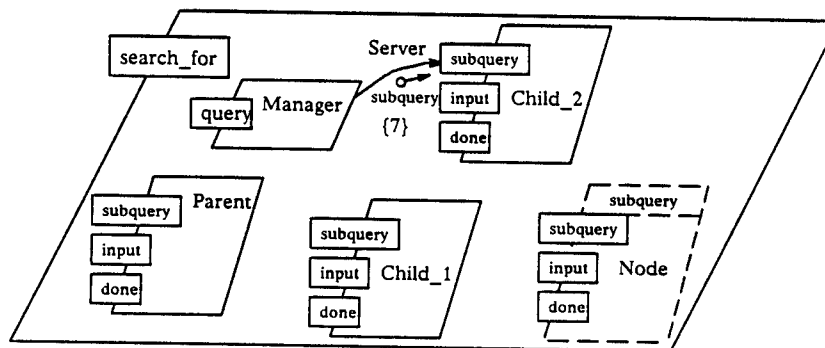 search_for
Server
query
Manager
subquery
{7}
subquery
input
done
Child_2
subquery
input
done
Parent
subquery
input
done
Child_1
subquery
subquery
input
done
Node